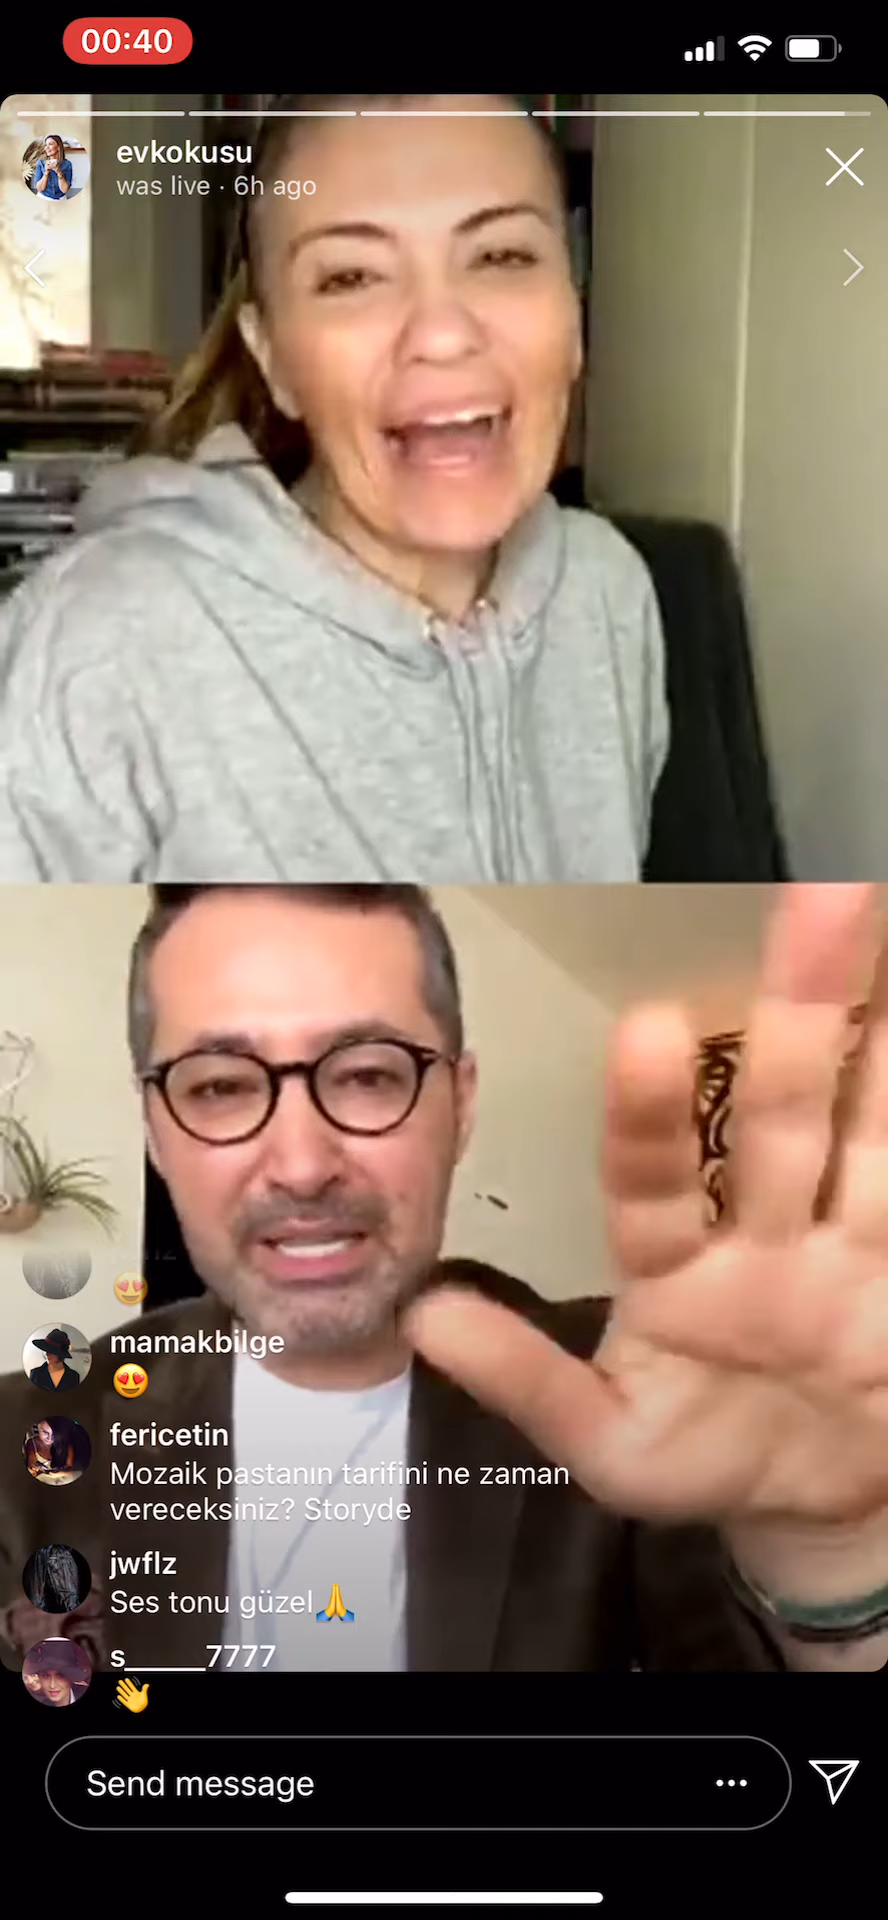 00:40
evkokusu
was live · 6h ago
😍
mamakbilge
😍
fericetin
Mozaik pastanın tarifini ne zaman
vereceksiniz? Storyde
jwflz
Ses tonu güzel🙏
s_____7777
👋
Send message